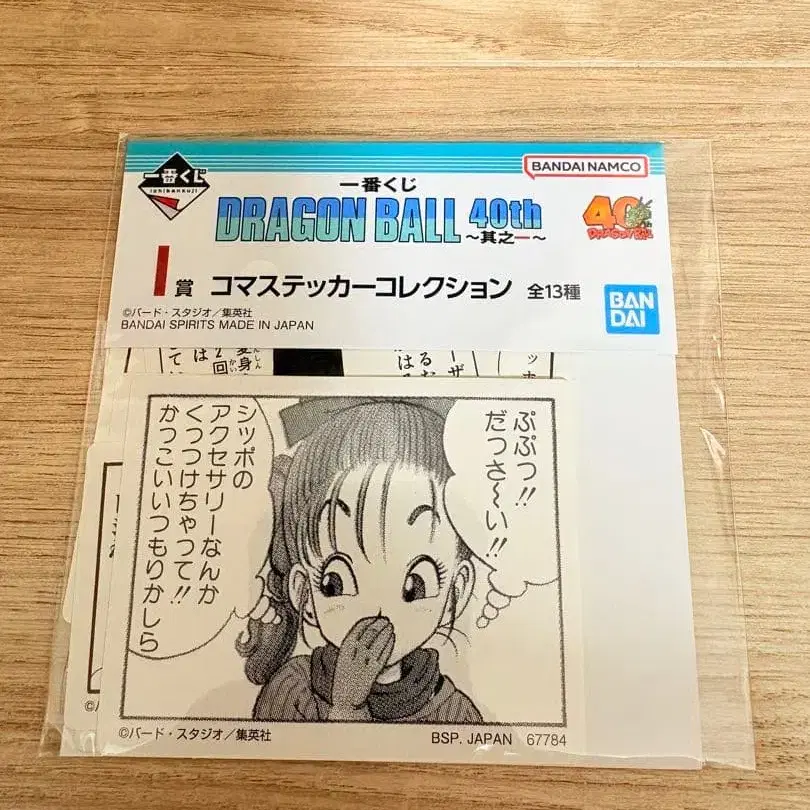 一番くじ
ICHIBANKUJI
BANDAI NAMCO
一番くじ
DRAGON BALL 40th
～其之一～
40th
DRAGON BALL
I賞 コマステッカーコレクション 全13種
BAN
DAI
©バード・スタジオ／集英社
BANDAI SPIRITS MADE IN JAPAN
ぷぷっ!!
だっさ～い!!
シッポの
アクセサリーなんか
くっつけちゃって!!
かっこいいつもりかしら
©バード・スタジオ／集英社
BSP. JAPAN 67784